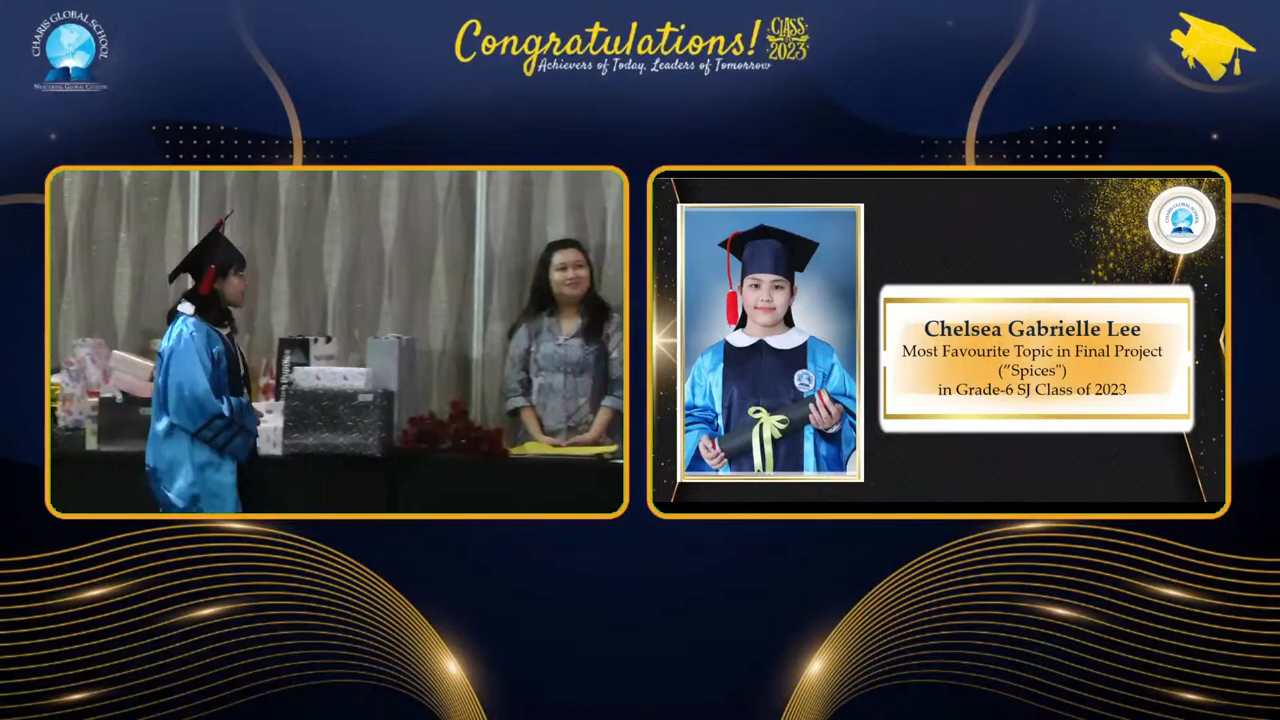 CHARIS GLOBAL SCHOOL
Congratulations!
CLASS
OF
2023
Achievers of Today, Leaders of Tomorrow
Chelsea Gabrielle Lee
Most Favourite Topic in Final Project
(”Spices")
in Grade-6 SJ Class of 2023